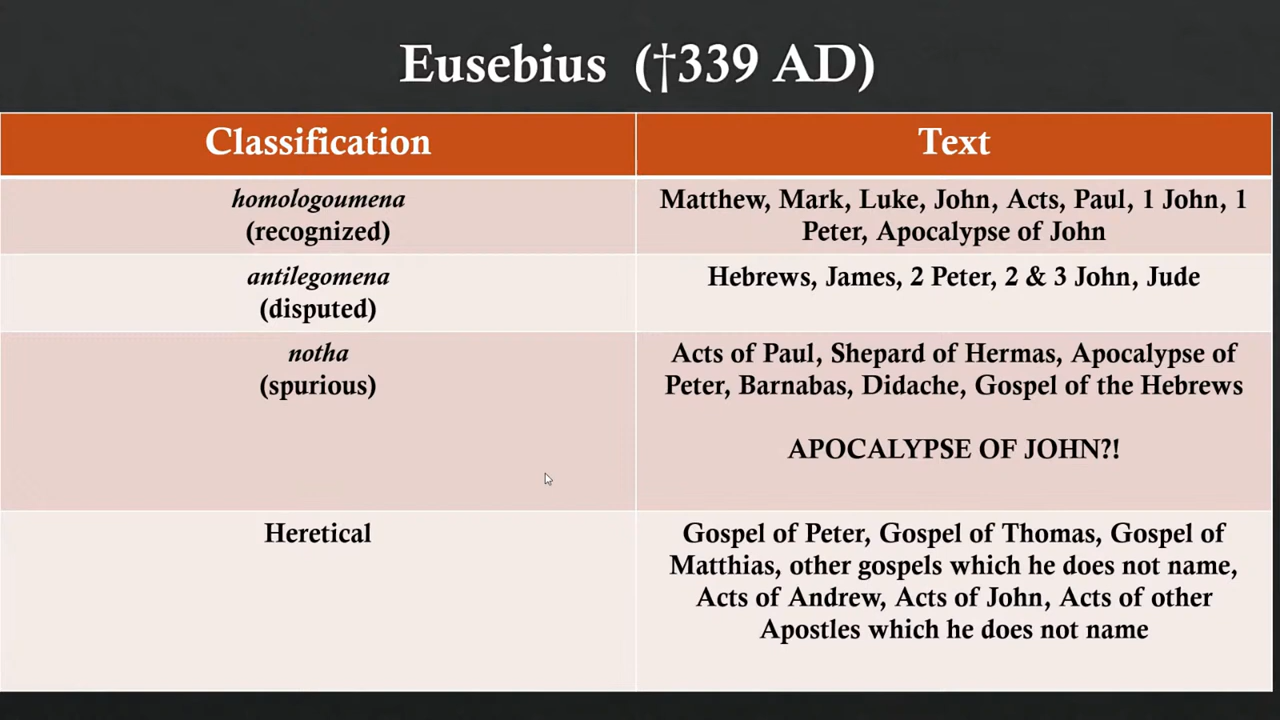 Eusebius (†339 AD)
Classification
Text
homologoumena
(recognized)
Matthew, Mark, Luke, John, Acts, Paul, 1 John, 1
Peter, Apocalypse of John
antilegomena
(disputed)
Hebrews, James, 2 Peter, 2 & 3 John, Jude
notha
(spurious)
Acts of Paul, Shepard of Hermas, Apocalypse of
Peter, Barnabas, Didache, Gospel of the Hebrews
APOCALYPSE OF JOHN?!
Heretical
Gospel of Peter, Gospel of Thomas, Gospel of
Matthias, other gospels which he does not name,
Acts of Andrew, Acts of John, Acts of other
Apostles which he does not name